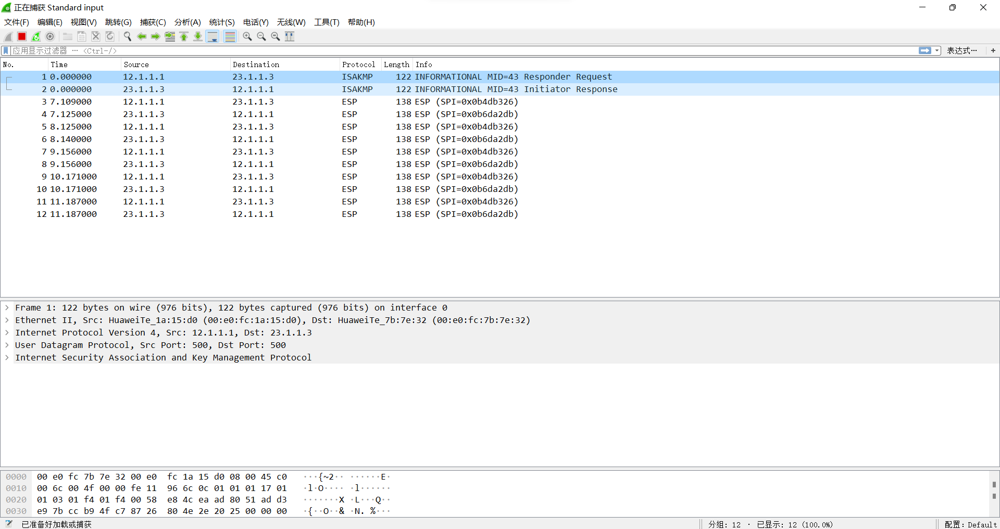 正在捕获 Standard input
文件(F) 编辑(E) 视图(V) 跳转(G) 捕获(C) 分析(A) 统计(S) 电话(Y) 无线(W) 工具(T) 帮助(H)
应用显示过滤器 … <Ctrl-/> 表达式… +
No. Time Source Destination Protocol Length Info
1 0.000000 12.1.1.1 23.1.1.3 ISAKMP 122 INFORMATIONAL MID=43 Responder Request
2 0.000000 23.1.1.3 12.1.1.1 ISAKMP 122 INFORMATIONAL MID=43 Initiator Response
3 7.109000 12.1.1.1 23.1.1.3 ESP 138 ESP (SPI=0x0b4db326)
4 7.125000 23.1.1.3 12.1.1.1 ESP 138 ESP (SPI=0x0b6da2db)
5 8.125000 12.1.1.1 23.1.1.3 ESP 138 ESP (SPI=0x0b4db326)
6 8.140000 23.1.1.3 12.1.1.1 ESP 138 ESP (SPI=0x0b6da2db)
7 9.156000 12.1.1.1 23.1.1.3 ESP 138 ESP (SPI=0x0b4db326)
8 9.156000 23.1.1.3 12.1.1.1 ESP 138 ESP (SPI=0x0b6da2db)
9 10.171000 12.1.1.1 23.1.1.3 ESP 138 ESP (SPI=0x0b4db326)
10 10.171000 23.1.1.3 12.1.1.1 ESP 138 ESP (SPI=0x0b6da2db)
11 11.187000 12.1.1.1 23.1.1.3 ESP 138 ESP (SPI=0x0b4db326)
12 11.187000 23.1.1.3 12.1.1.1 ESP 138 ESP (SPI=0x0b6da2db)
Frame 1: 122 bytes on wire (976 bits), 122 bytes captured (976 bits) on interface 0
Ethernet II, Src: HuaweiTe_1a:15:d0 (00:e0:fc:1a:15:d0), Dst: HuaweiTe_7b:7e:32 (00:e0:fc:7b:7e:32)
Internet Protocol Version 4, Src: 12.1.1.1, Dst: 23.1.1.3
User Datagram Protocol, Src Port: 500, Dst Port: 500
Internet Security Association and Key Management Protocol
0000 00 e0 fc 7b 7e 32 00 e0 fc 1a 15 d0 08 00 45 c0 ···{~2·· ······E·
0010 00 6c 00 4f 00 00 fe 11 96 6c 0c 01 01 01 17 01 ·l·O···· ·l······
0020 01 03 01 f4 01 f4 00 58 e8 4c ea ad 80 51 ad d3 ·······X ·L···Q··
0030 e9 7b cc b9 4f c7 87 26 80 4e 2e 20 25 00 00 00 ·{··O··& ·N. %···
已准备好加载或捕获 分组: 12 · 已显示: 12 (100.0%) 配置: Default